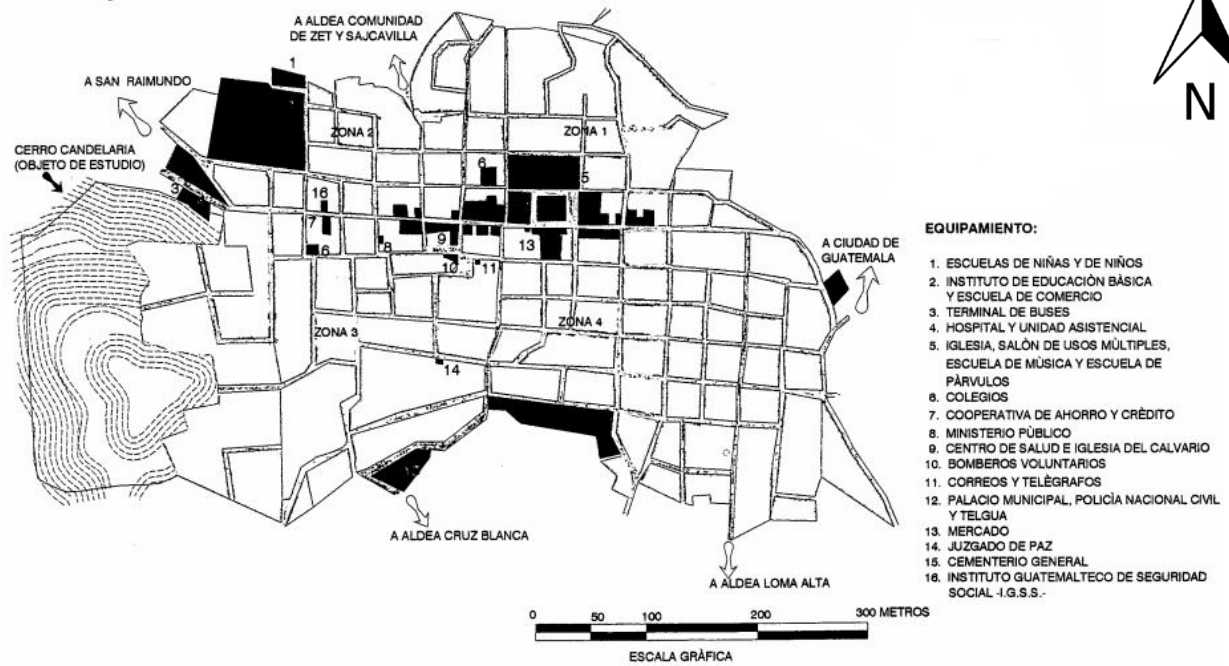 A ALDEA COMUNIDAD
DE ZET Y SAJCAVILLA
1
A SAN RAIMUNDO
N
ZONA 2
ZONA 1
CERRO CANDELARIA
(OBJETO DE ESTUDIO)
6
5
3
16
7
6
8
9
10
11
13
A CIUDAD DE
GUATEMALA
ZONA 3
ZONA 4
14
A ALDEA CRUZ BLANCA
A ALDEA LOMA ALTA
EQUIPAMIENTO:
1. ESCUELAS DE NIÑAS Y DE NIÑOS
2. INSTITUTO DE EDUCACIÒN BÀSICA
Y ESCUELA DE COMERCIO
3. TERMINAL DE BUSES
4. HOSPITAL Y UNIDAD ASISTENCIAL
5. IGLESIA, SALÒN DE USOS MÙLTIPLES,
ESCUELA DE MÙSICA Y ESCUELA DE
PÀRVULOS
6. COLEGIOS
7. COOPERATIVA DE AHORRO Y CRÈDITO
8. MINISTERIO PÙBLICO
9. CENTRO DE SALUD E IGLESIA DEL CALVARIO
10. BOMBEROS VOLUNTARIOS
11. CORREOS Y TELÈGRAFOS
12. PALACIO MUNICIPAL, POLICÌA NACIONAL CIVIL
Y TELGUA
13. MERCADO
14. JUZGADO DE PAZ
15. CEMENTERIO GENERAL
16. INSTITUTO GUATEMALTECO DE SEGURIDAD
SOCIAL -I.G.S.S.-
0 50 100 200 300 METROS
ESCALA GRÀFICA